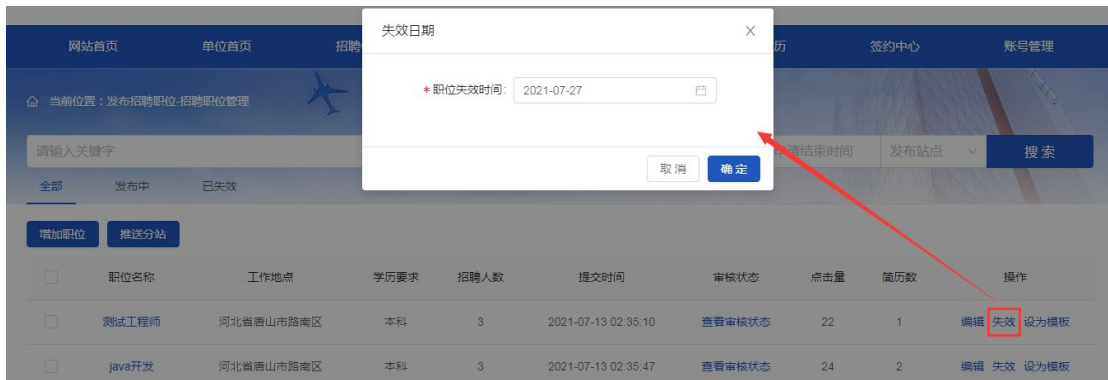 失效日期
网站首页 单位首页 招聘 历 签约中心 账号管理
当前位置：发布招聘职位-招聘职位管理
*职位失效时间： 2021-07-27
请输入关键字 请结束时间 发布站点 搜索
取消 确定
全部 发布中 已失效
增加职位 推送分站
职位名称 工作地点 学历要求 招聘人数 提交时间 审核状态 点击量 简历数 操作
测试工程师 河北省唐山市路南区 本科 3 2021-07-13 02:35:10 查看审核状态 22 1 编辑 失效 设为模板
java开发 河北省唐山市路南区 本科 3 2021-07-13 02:35:47 查看审核状态 24 2 编辑 失效 设为模板